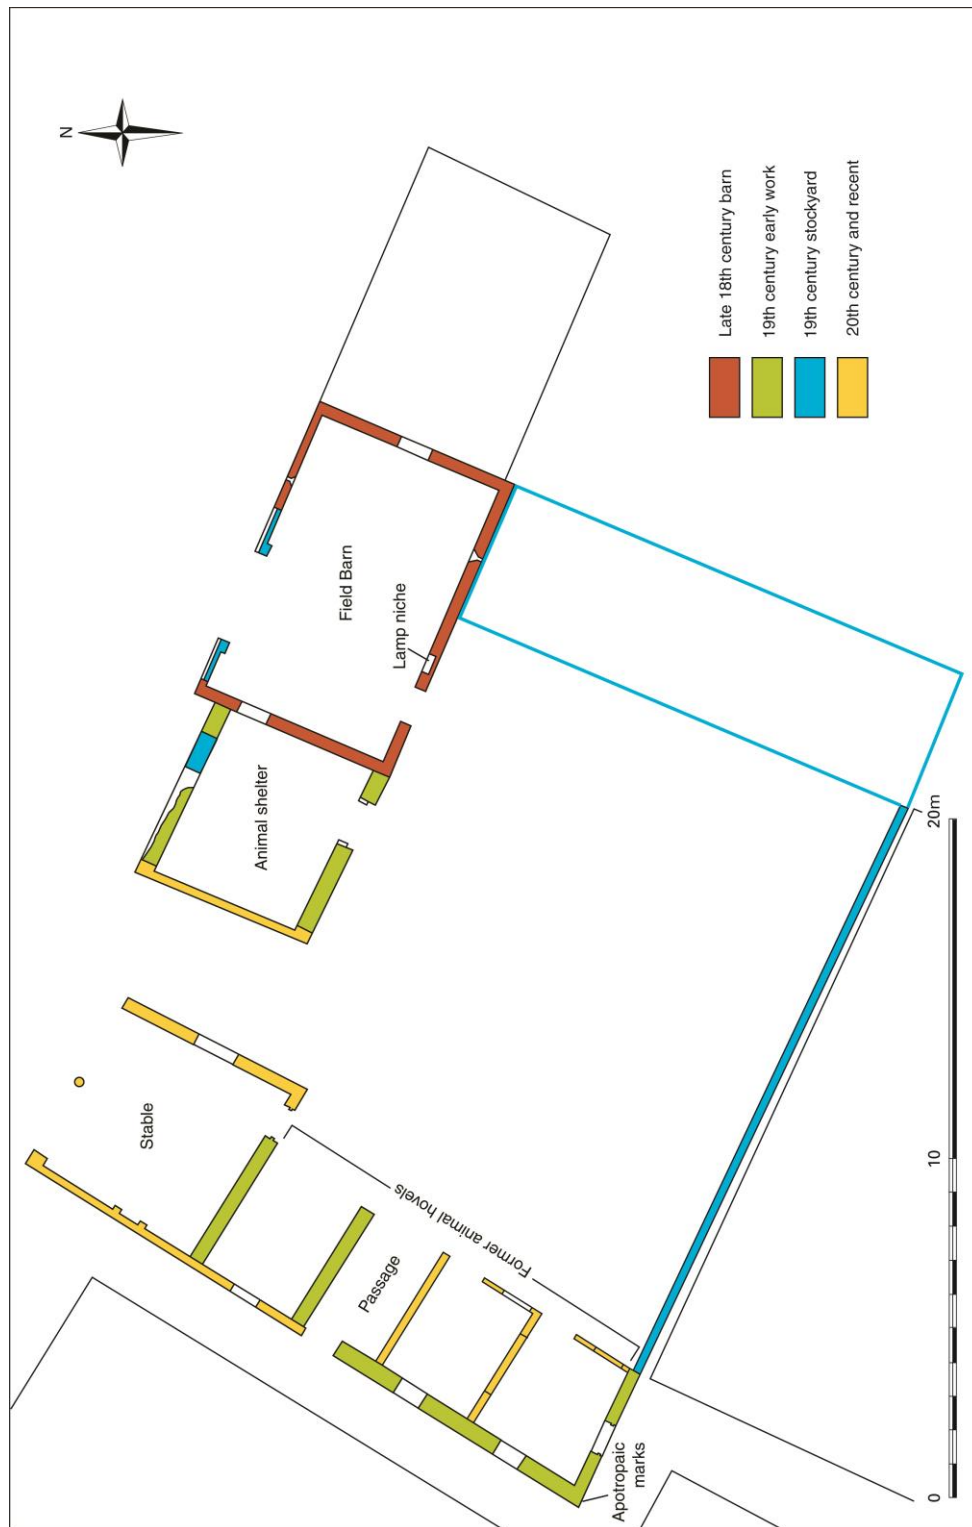 N
Late 18th century barn
19th century early work
19th century stockyard
20th century and recent
Field Barn
Lamp niche
Animal shelter
Stable
Former animal hovels
Passage
Apotropaic
marks
0
10
20m